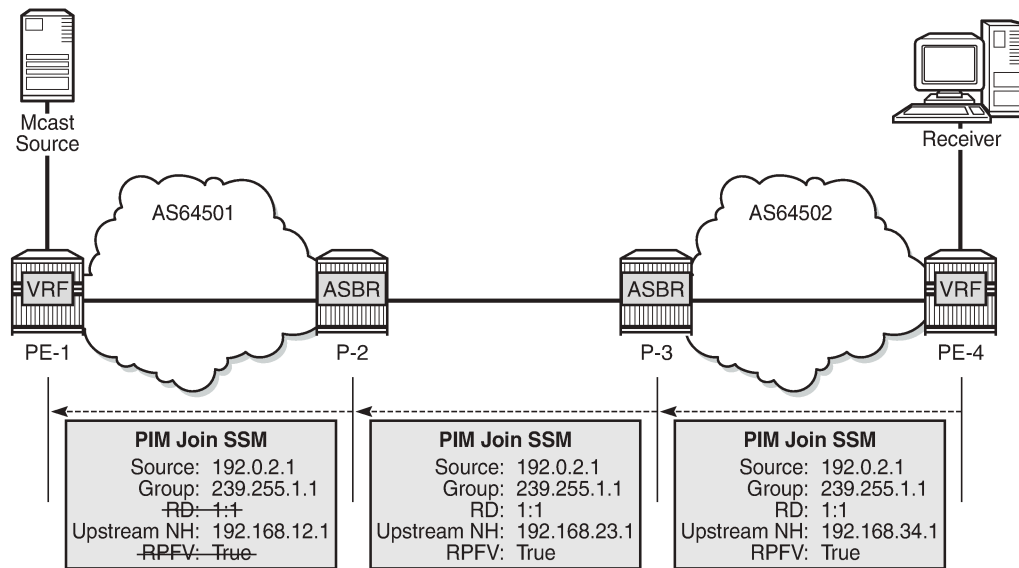 Mcast
Source
Receiver
AS64501
AS64502
VRF
ASBR
ASBR
VRF
PE-1
P-2
P-3
PE-4
PIM Join SSM
Source: 192.0.2.1
Group: 239.255.1.1
RD: 1:1
Upstream NH: 192.168.12.1
RPFV: True
PIM Join SSM
Source: 192.0.2.1
Group: 239.255.1.1
RD: 1:1
Upstream NH: 192.168.23.1
RPFV: True
PIM Join SSM
Source: 192.0.2.1
Group: 239.255.1.1
RD: 1:1
Upstream NH: 192.168.34.1
RPFV: True